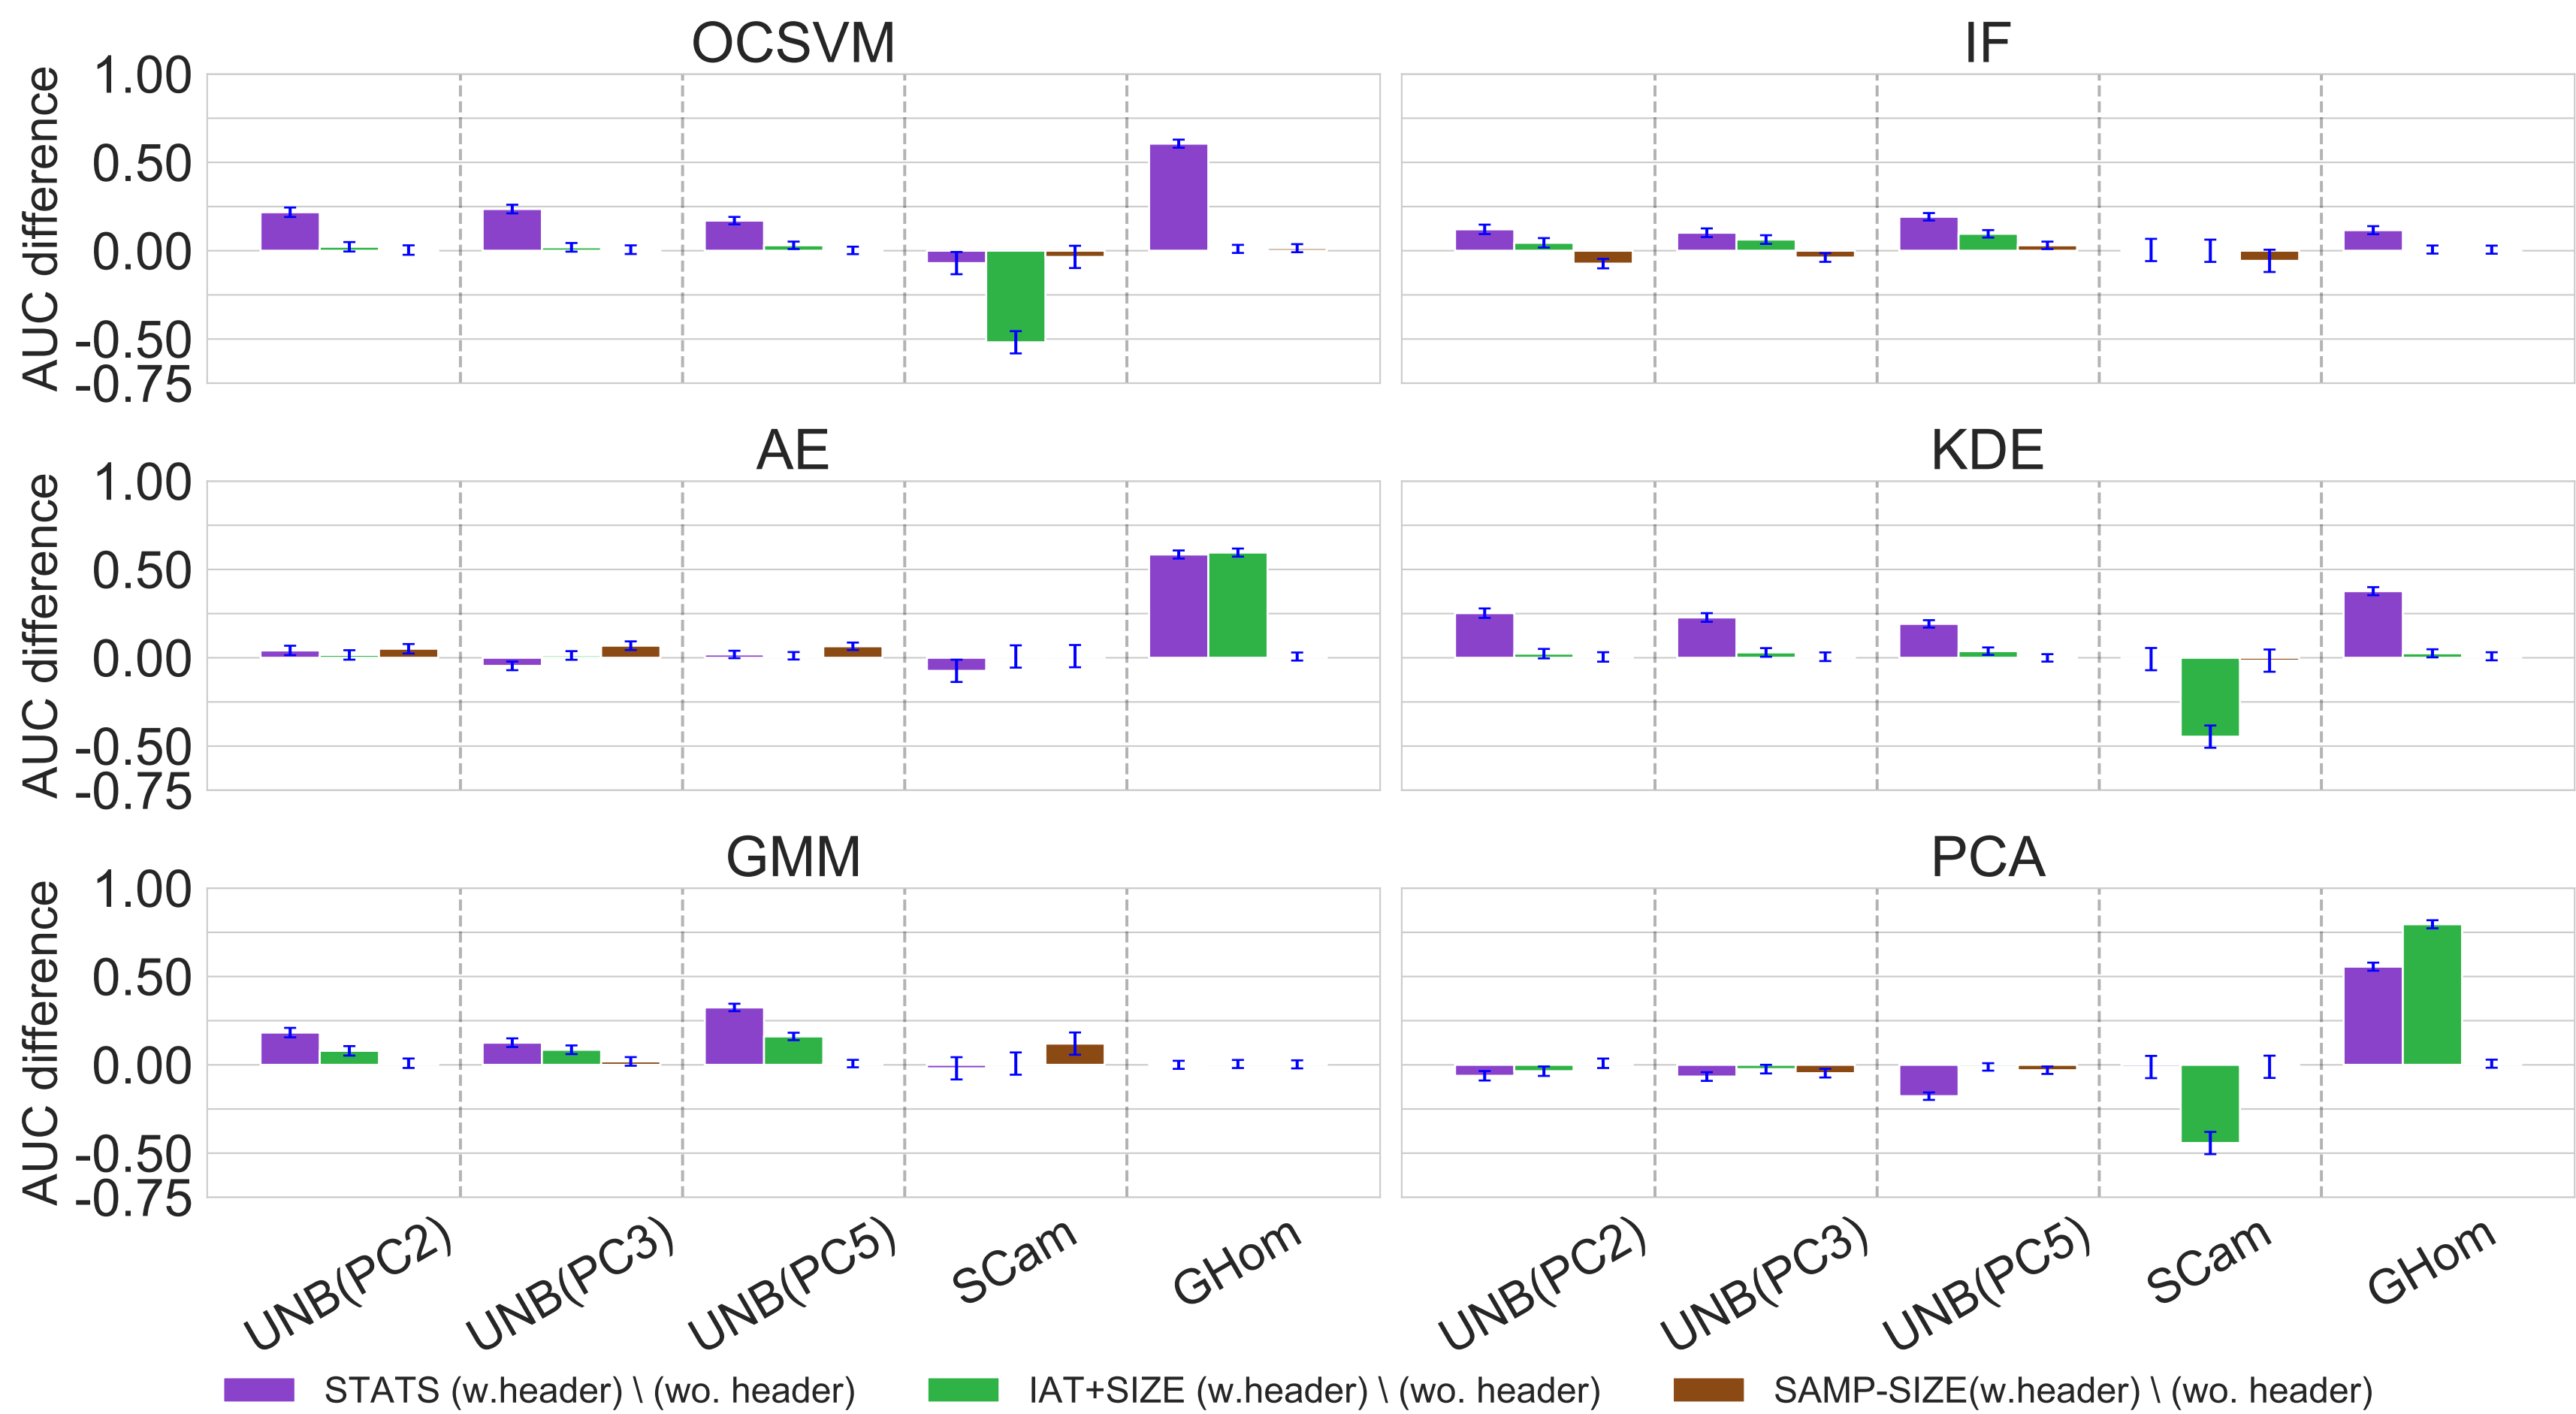 OCSVM
IF
AUC difference
1.00
0.50
0.00
-0.50
-0.75
AE
KDE
AUC difference
1.00
0.50
0.00
-0.50
-0.75
GMM
PCA
AUC difference
1.00
0.50
0.00
-0.50
-0.75
UNB(PC2)
UNB(PC3)
UNB(PC5)
SCam
GHom
UNB(PC2)
UNB(PC3)
UNB(PC5)
SCam
GHom
STATS (w.header) \ (wo. header)
IAT+SIZE (w.header) \ (wo. header)
SAMP-SIZE(w.header) \ (wo. header)